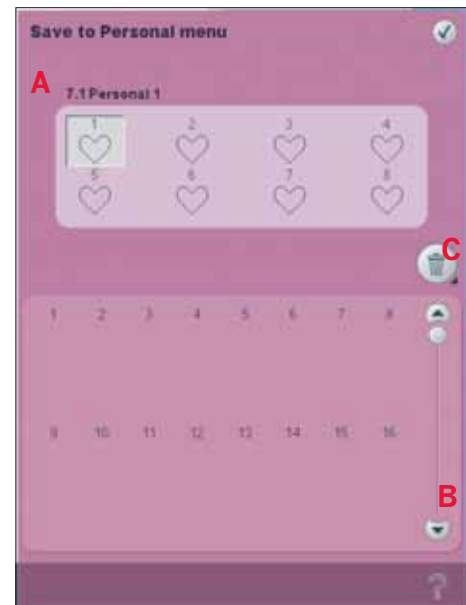 Save to Personal menu
A
7.1 Personal 1
1 2 3 4
5 6 7 8
C
1 2 3 4 5 6 7 8
9 10 11 12 13 14 15 16
B
?